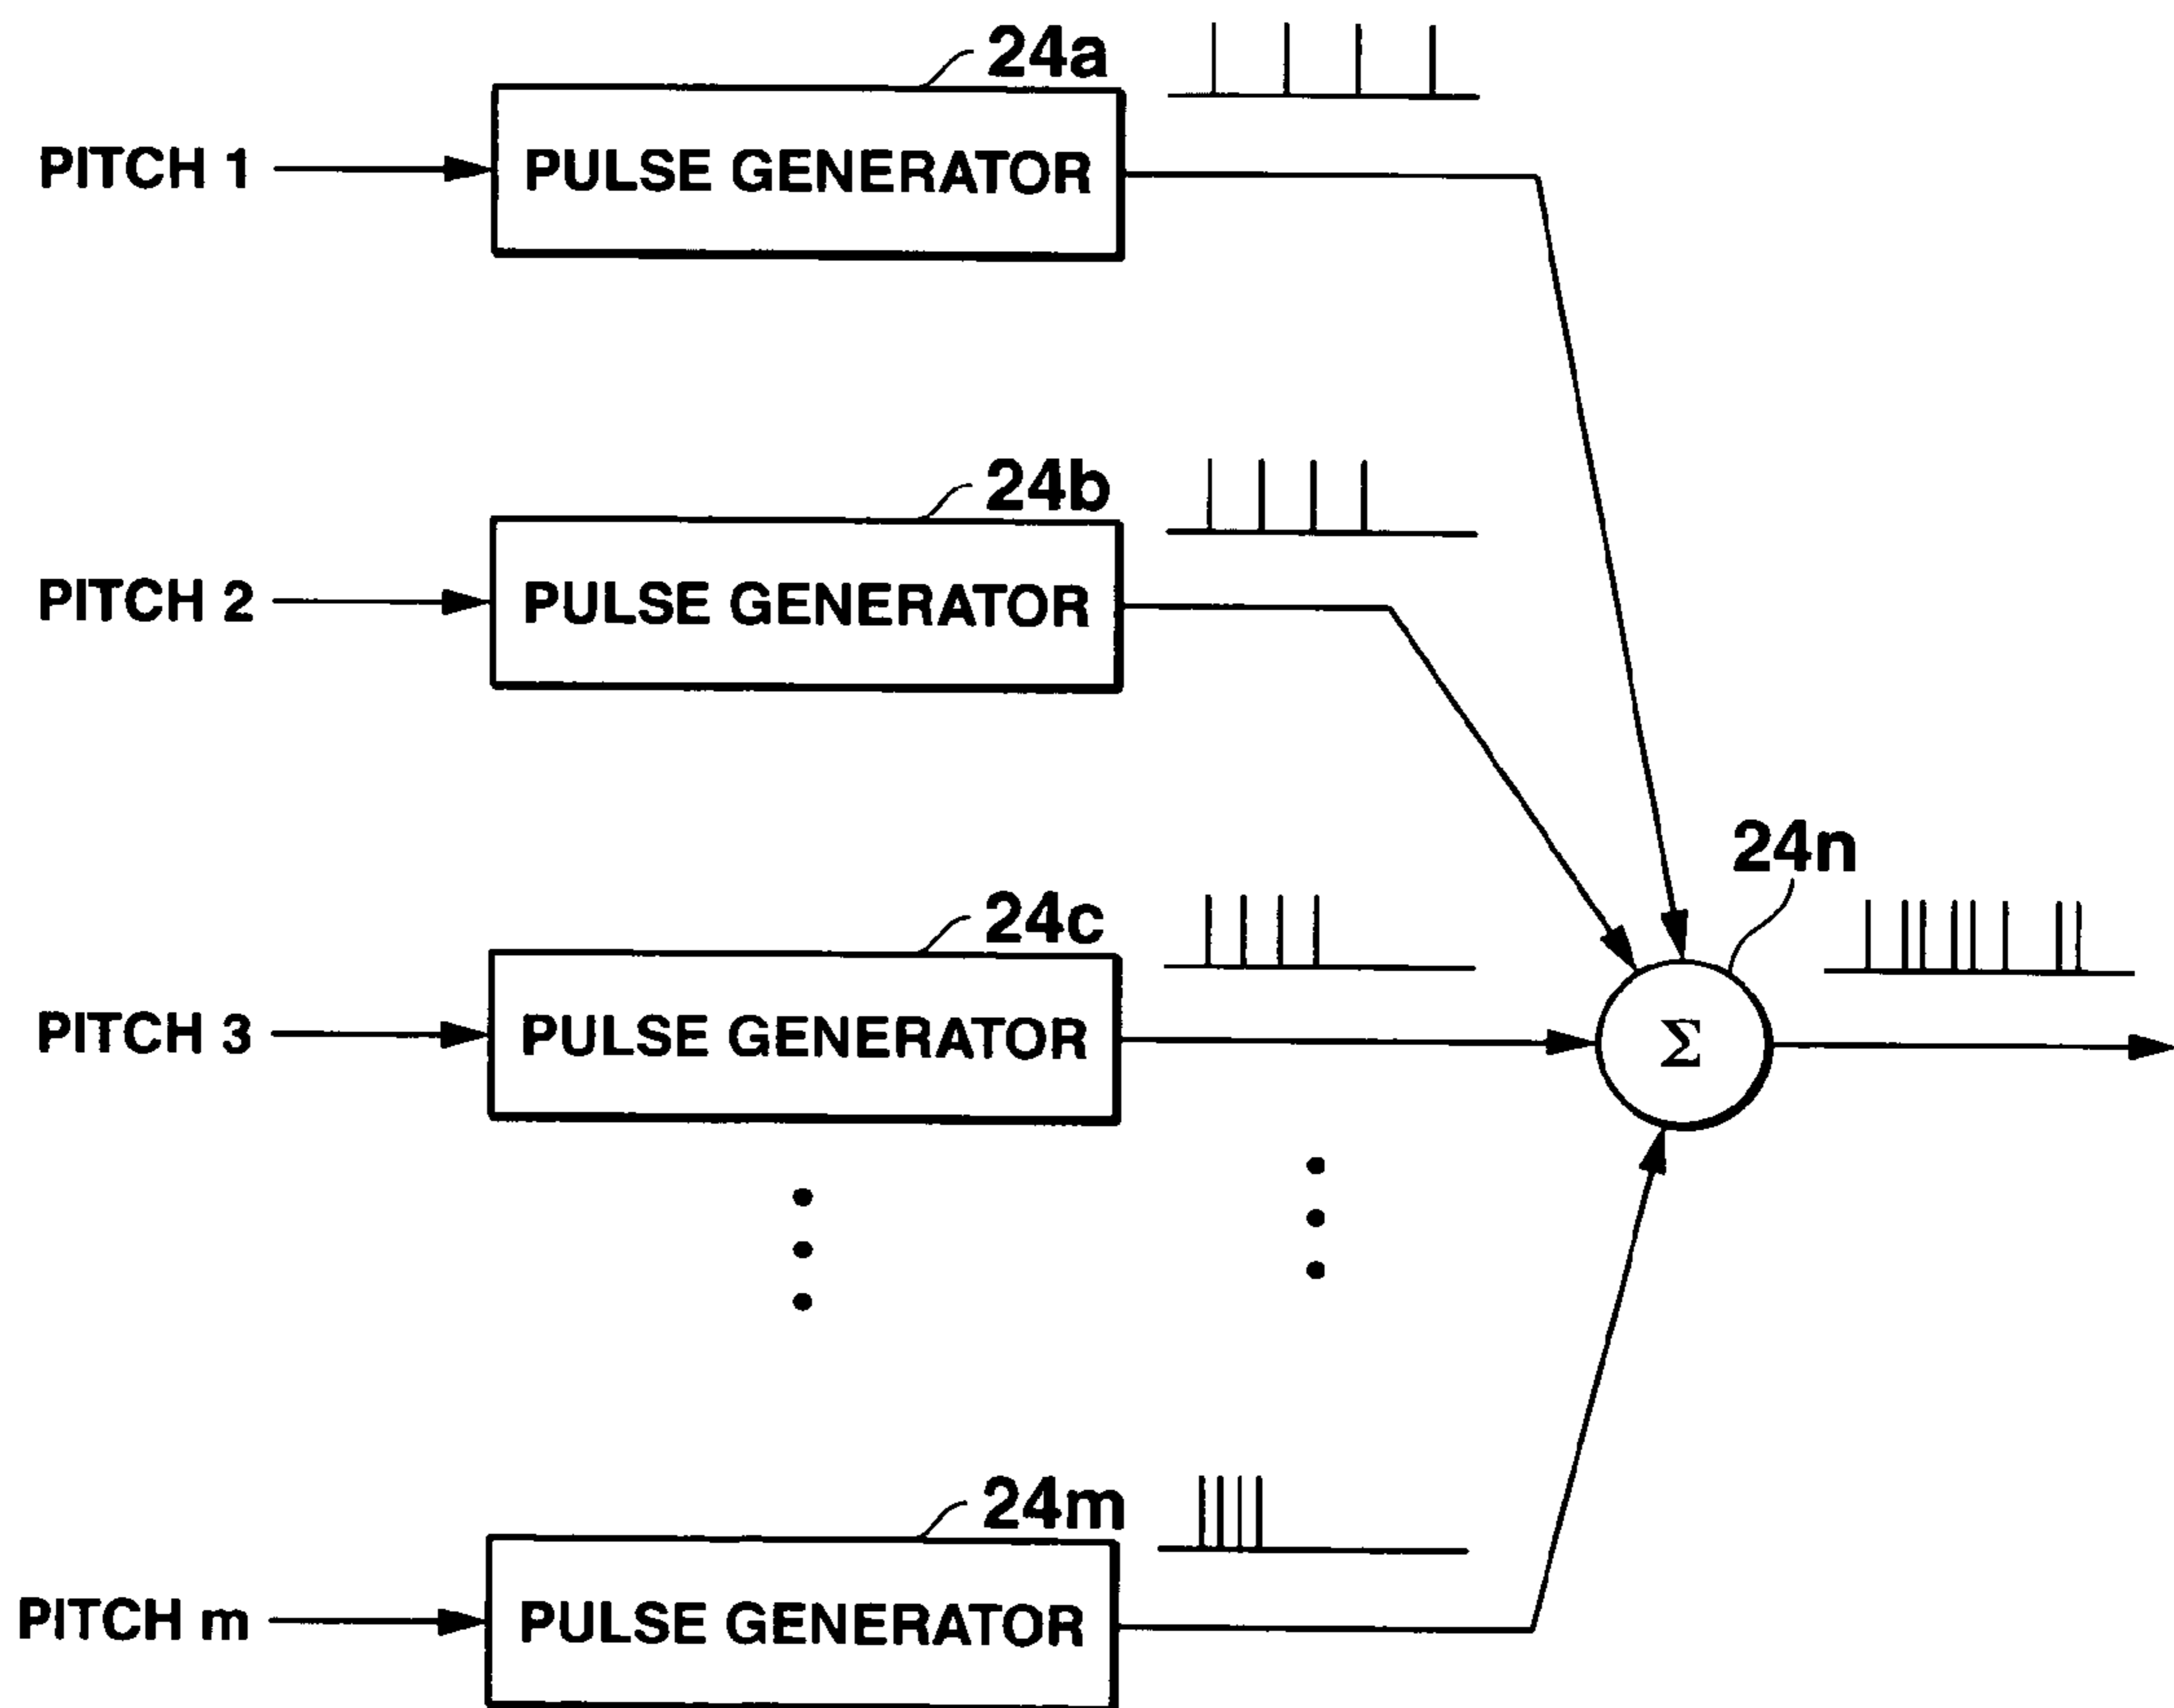 24a
PITCH 1
PULSE GENERATOR
24b
PITCH 2
PULSE GENERATOR
24n
24c
PITCH 3
PULSE GENERATOR
Σ
24m
PITCH m
PULSE GENERATOR